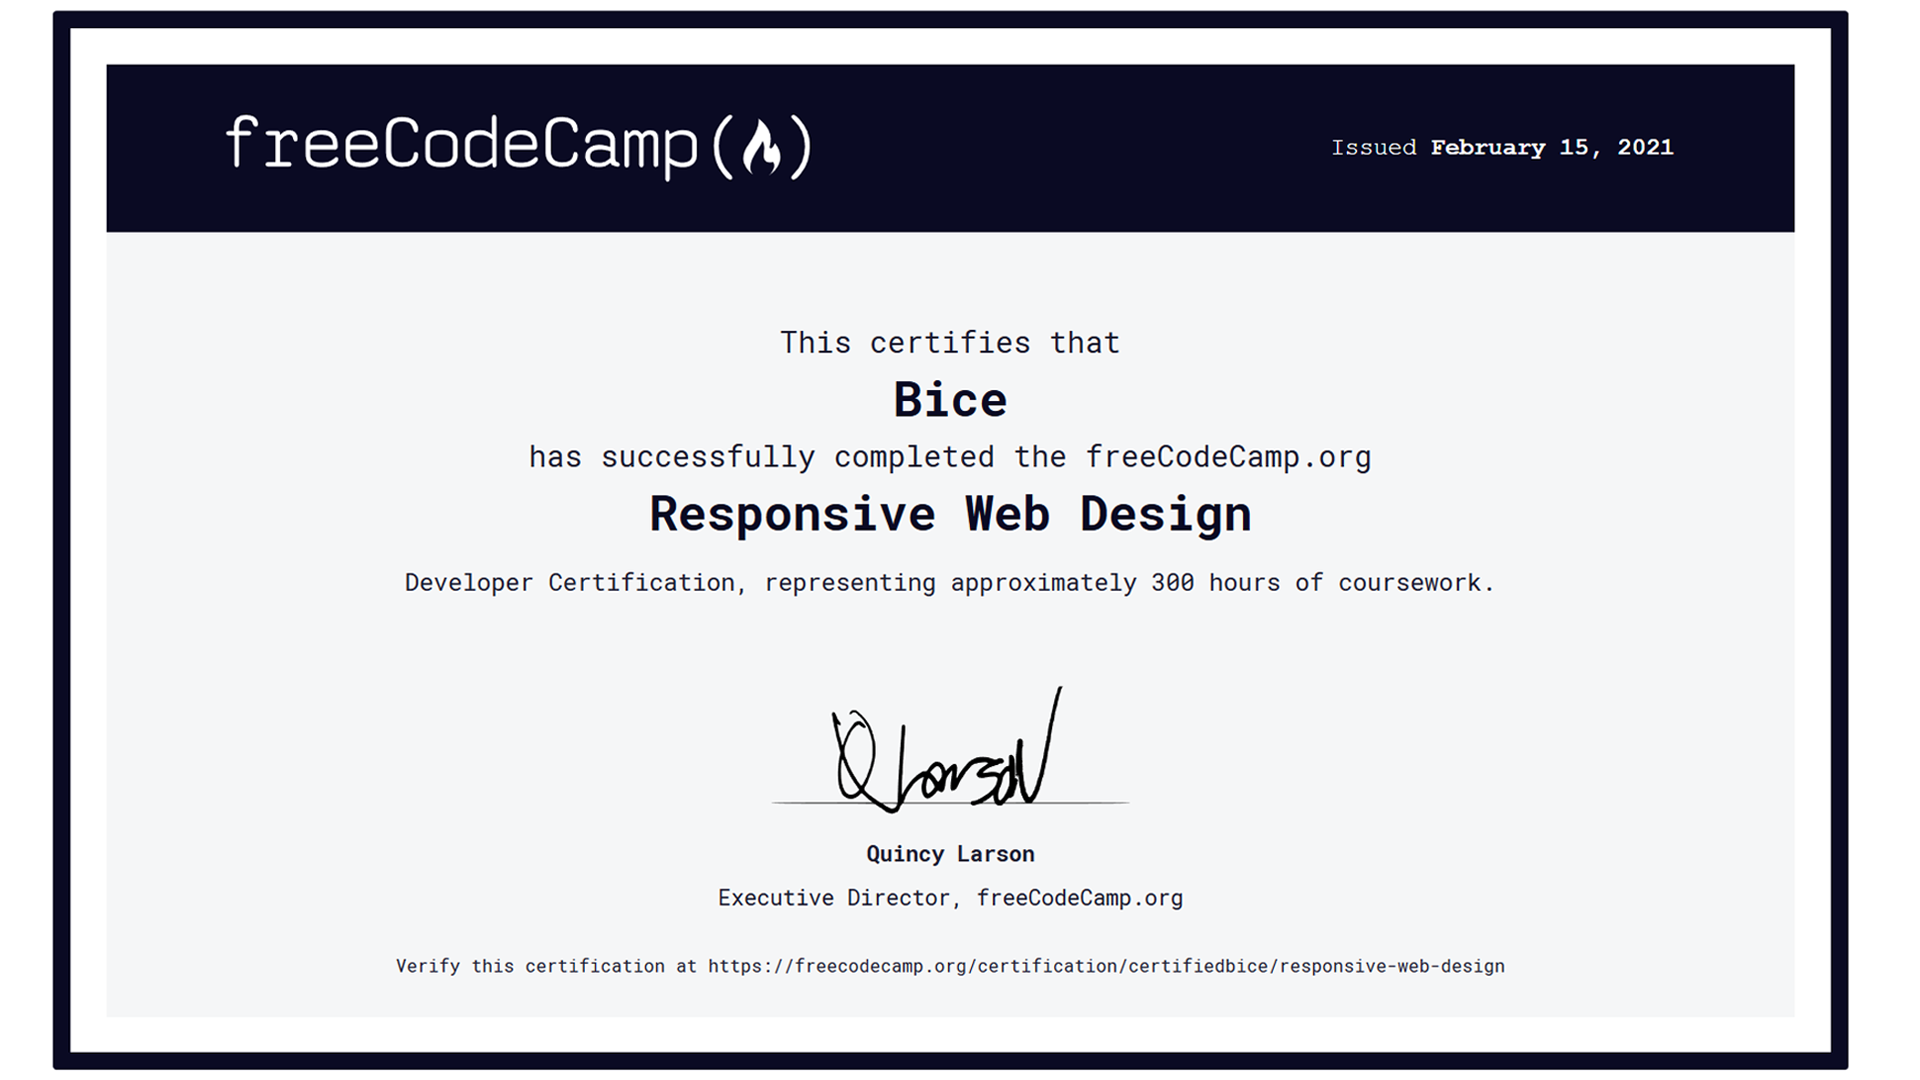 freeCodeCamp(🔥)
Issued February 15, 2021
This certifies that
Bice
has successfully completed the freeCodeCamp.org
Responsive Web Design
Developer Certification, representing approximately 300 hours of coursework.
Q Larson
Quincy Larson
Executive Director, freeCodeCamp.org
Verify this certification at https://freecodecamp.org/certification/certifiedbice/responsive-web-design